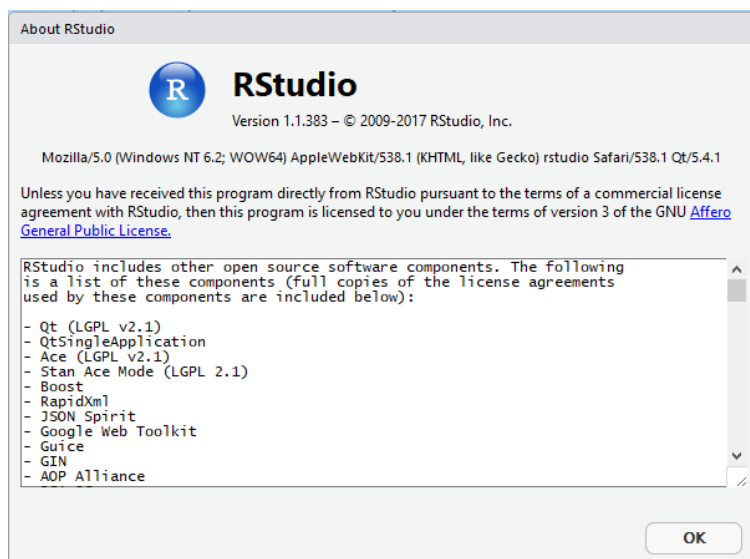 About RStudio
R
RStudio
Version 1.1.383 – © 2009-2017 RStudio, Inc.
Mozilla/5.0 (Windows NT 6.2; WOW64) AppleWebKit/538.1 (KHTML, like Gecko) rstudio Safari/538.1 Qt/5.4.1
Unless you have received this program directly from RStudio pursuant to the terms of a commercial license
agreement with RStudio, then this program is licensed to you under the terms of version 3 of the GNU Affero
General Public License.
RStudio includes other open source software components. The following
is a list of these components (full copies of the license agreements
used by these components are included below):
- Qt (LGPL v2.1)
- QtSingleApplication
- Ace (LGPL v2.1)
- Stan Ace Mode (LGPL 2.1)
- Boost
- RapidXml
- JSON Spirit
- Google Web Toolkit
- Guice
- GIN
- AOP Alliance
OK